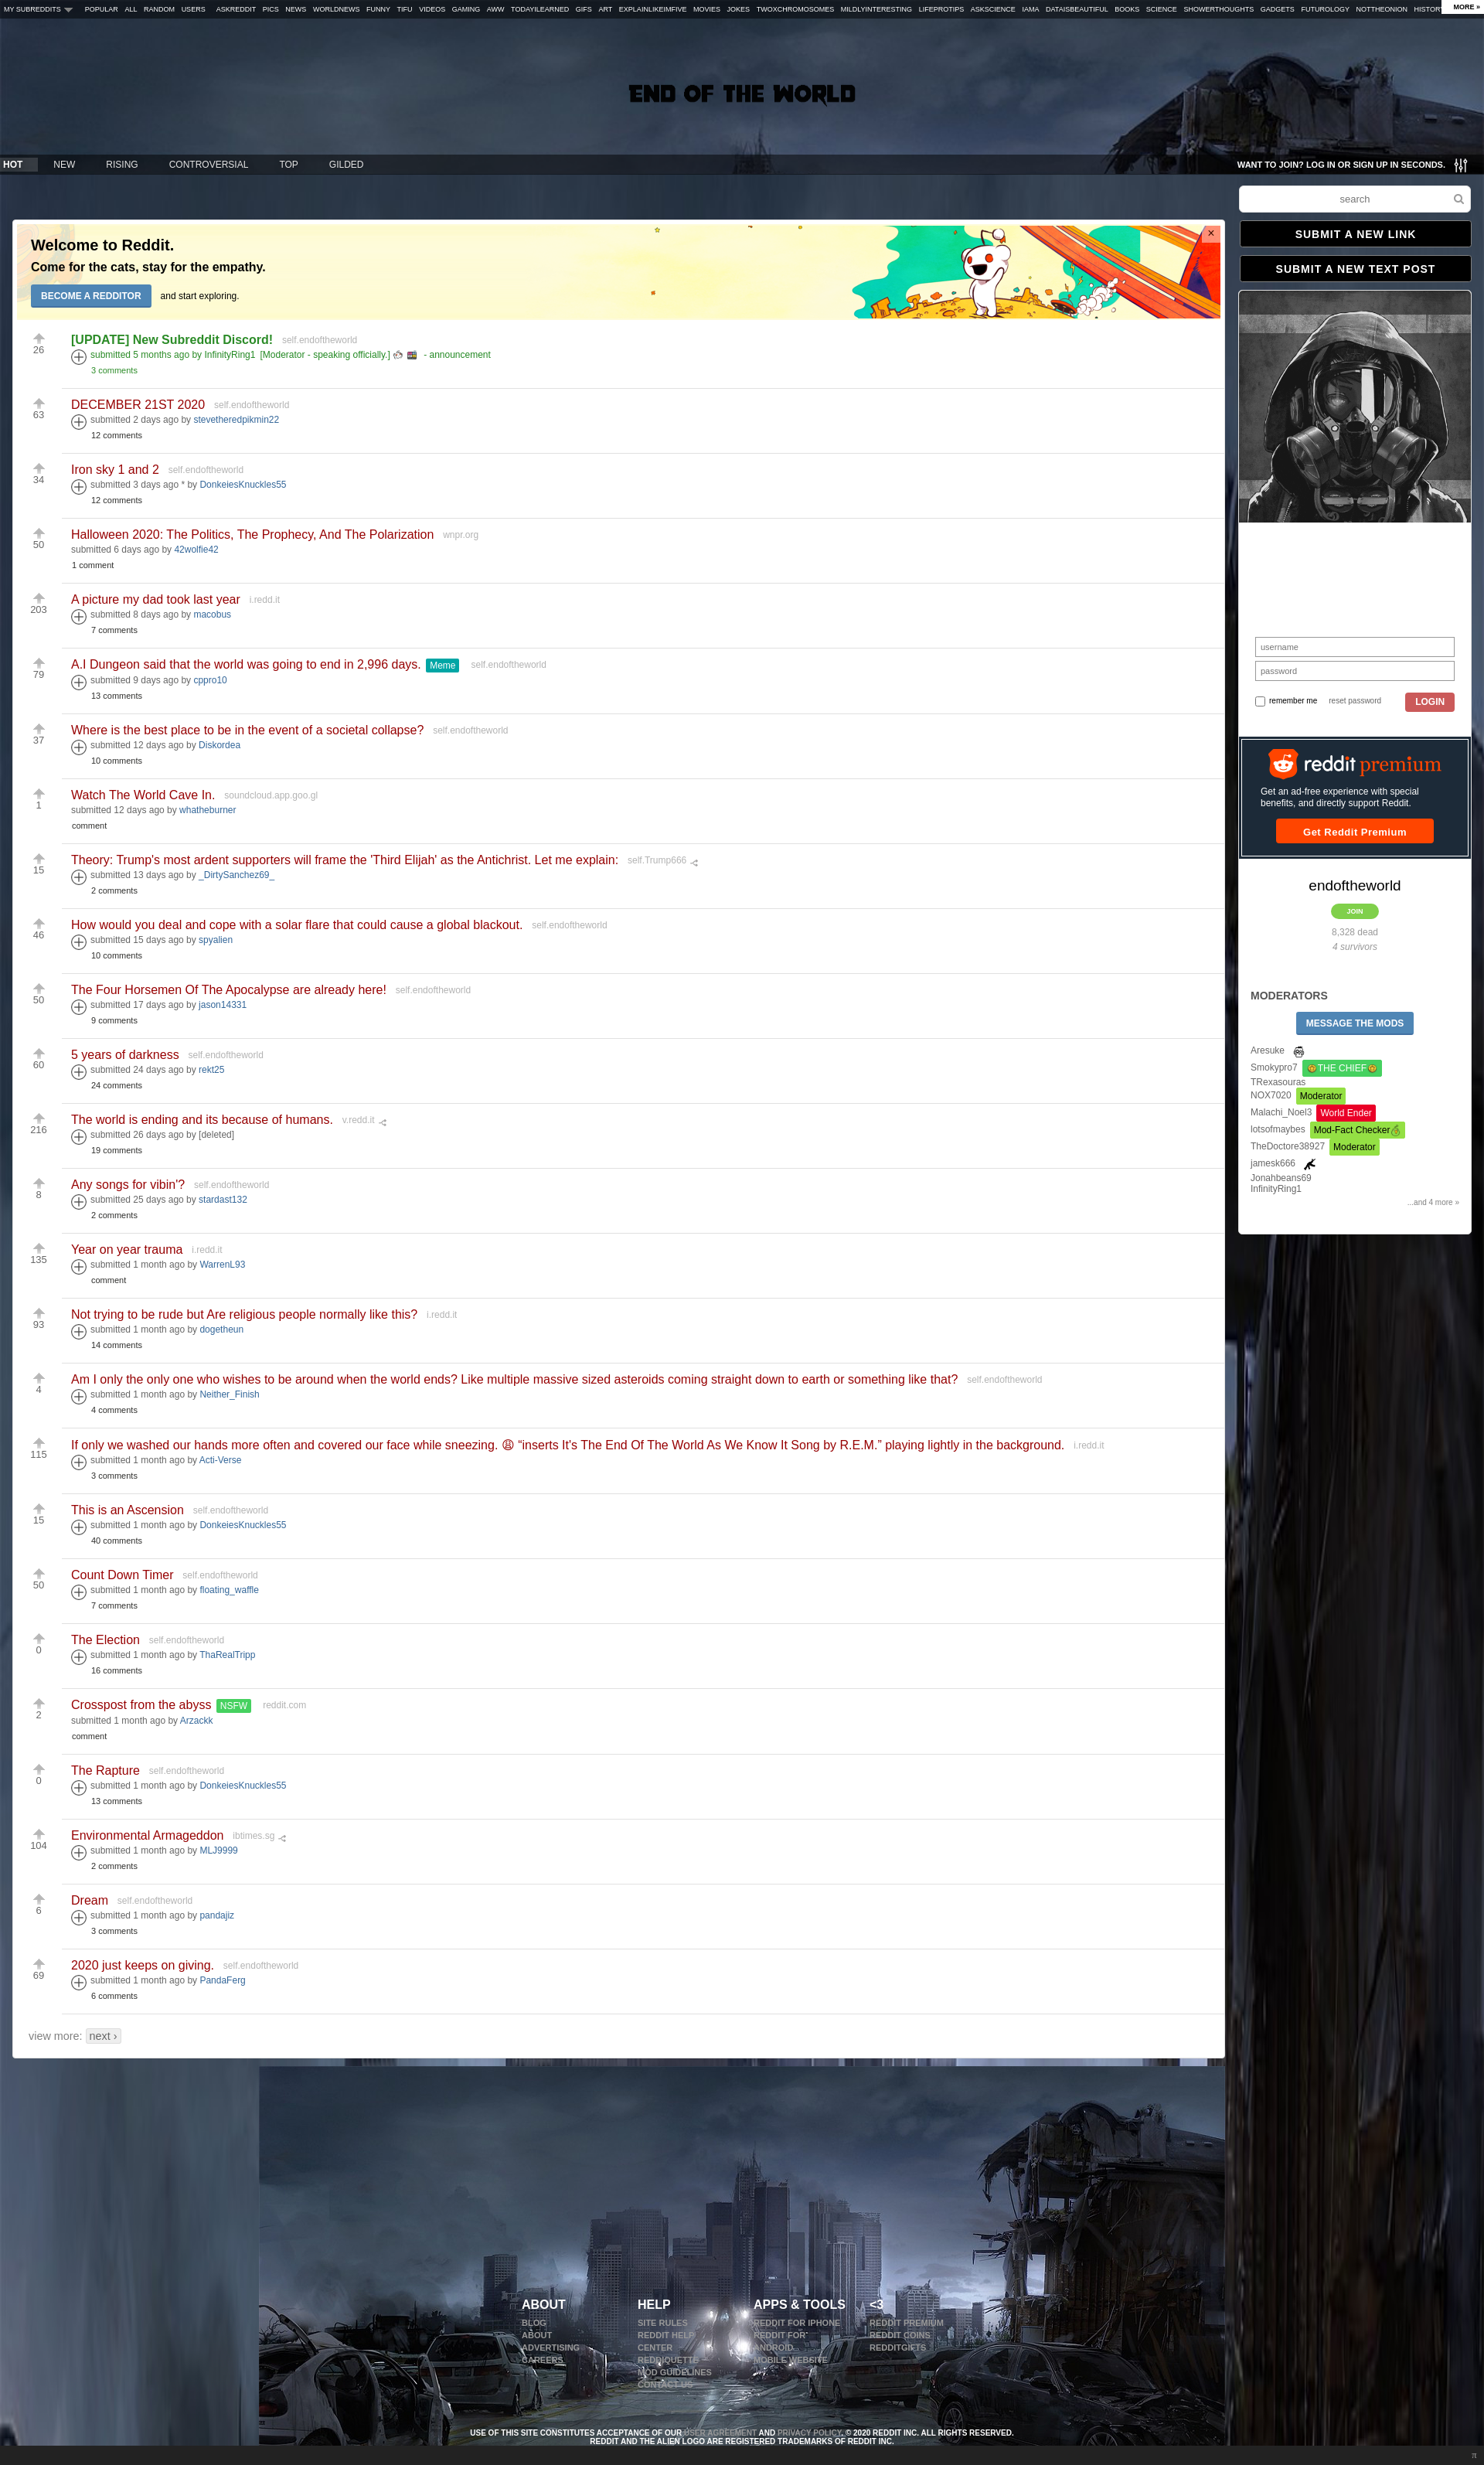 MY SUBREDDITS POPULAR ALL RANDOM USERS ASKREDDIT PICS NEWS WORLDNEWS FUNNY TIFU VIDEOS GAMING AWW TODAYILEARNED GIFS ART EXPLAINLIKEIMFIVE MOVIES JOKES TWOXCHROMOSOMES MILDLYINTERESTING LIFEPROTIPS ASKSCIENCE IAMA DATAISBEAUTIFUL BOOKS SCIENCE SHOWERTHOUGHTS GADGETS FUTUROLOGY NOTTHEONION HISTORY MORE »
END OF THE WORLD
HOT NEW RISING CONTROVERSIAL TOP GILDED
WANT TO JOIN? LOG IN OR SIGN UP IN SECONDS.
search
SUBMIT A NEW LINK
SUBMIT A NEW TEXT POST
Welcome to Reddit.
Come for the cats, stay for the empathy.
BECOME A REDDITOR and start exploring.
×
26
[UPDATE] New Subreddit Discord! self.endoftheworld
submitted 5 months ago by InfinityRing1 [Moderator - speaking officially.] - announcement
3 comments
63
DECEMBER 21ST 2020 self.endoftheworld
submitted 2 days ago by stevetheredpikmin22
12 comments
34
Iron sky 1 and 2 self.endoftheworld
submitted 3 days ago * by DonkeiesKnuckles55
12 comments
50
Halloween 2020: The Politics, The Prophecy, And The Polarization wnpr.org
submitted 6 days ago by 42wolfie42
1 comment
203
A picture my dad took last year i.redd.it
submitted 8 days ago by macobus
7 comments
79
A.I Dungeon said that the world was going to end in 2,996 days. Meme self.endoftheworld
submitted 9 days ago by cppro10
13 comments
37
Where is the best place to be in the event of a societal collapse? self.endoftheworld
submitted 12 days ago by Diskordea
10 comments
1
Watch The World Cave In. soundcloud.app.goo.gl
submitted 12 days ago by whatheburner
comment
15
Theory: Trump's most ardent supporters will frame the 'Third Elijah' as the Antichrist. Let me explain: self.Trump666
submitted 13 days ago by _DirtySanchez69_
2 comments
46
How would you deal and cope with a solar flare that could cause a global blackout. self.endoftheworld
submitted 15 days ago by spyalien
10 comments
50
The Four Horsemen Of The Apocalypse are already here! self.endoftheworld
submitted 17 days ago by jason14331
9 comments
60
5 years of darkness self.endoftheworld
submitted 24 days ago by rekt25
24 comments
216
The world is ending and its because of humans. v.redd.it
submitted 26 days ago by [deleted]
19 comments
8
Any songs for vibin'? self.endoftheworld
submitted 25 days ago by stardast132
2 comments
135
Year on year trauma i.redd.it
submitted 1 month ago by WarrenL93
comment
93
Not trying to be rude but Are religious people normally like this? i.redd.it
submitted 1 month ago by dogetheun
14 comments
4
Am I only the only one who wishes to be around when the world ends? Like multiple massive sized asteroids coming straight down to earth or something like that? self.endoftheworld
submitted 1 month ago by Neither_Finish
4 comments
115
If only we washed our hands more often and covered our face while sneezing. 😩 “inserts It's The End Of The World As We Know It Song by R.E.M.” playing lightly in the background. i.redd.it
submitted 1 month ago by Acti-Verse
3 comments
15
This is an Ascension self.endoftheworld
submitted 1 month ago by DonkeiesKnuckles55
40 comments
50
Count Down Timer self.endoftheworld
submitted 1 month ago by floating_waffle
7 comments
0
The Election self.endoftheworld
submitted 1 month ago by ThaRealTripp
16 comments
2
Crosspost from the abyss NSFW reddit.com
submitted 1 month ago by Arzackk
comment
0
The Rapture self.endoftheworld
submitted 1 month ago by DonkeiesKnuckles55
13 comments
104
Environmental Armageddon ibtimes.sg
submitted 1 month ago by MLJ9999
2 comments
6
Dream self.endoftheworld
submitted 1 month ago by pandajiz
3 comments
69
2020 just keeps on giving. self.endoftheworld
submitted 1 month ago by PandaFerg
6 comments
view more: next ›
username
password
remember me reset password LOGIN
reddit premium
Get an ad-free experience with special
benefits, and directly support Reddit.
Get Reddit Premium
endoftheworld
JOIN
8,328 dead
4 survivors
MODERATORS
MESSAGE THE MODS
Aresuke
Smokypro7 THE CHIEF
TRexasouras
NOX7020 Moderator
Malachi_Noel3 World Ender
lotsofmaybes Mod-Fact Checker
TheDoctore38927 Moderator
jamesk666
Jonahbeans69
InfinityRing1
...and 4 more »
ABOUT
BLOG
ABOUT
ADVERTISING
CAREERS
HELP
SITE RULES
REDDIT HELP
CENTER
REDDIQUETTE
MOD GUIDELINES
CONTACT US
APPS & TOOLS
REDDIT FOR IPHONE
REDDIT FOR
ANDROID
MOBILE WEBSITE
<3
REDDIT PREMIUM
REDDIT COINS
REDDITGIFTS
USE OF THIS SITE CONSTITUTES ACCEPTANCE OF OUR USER AGREEMENT AND PRIVACY POLICY. © 2020 REDDIT INC. ALL RIGHTS RESERVED.
REDDIT AND THE ALIEN LOGO ARE REGISTERED TRADEMARKS OF REDDIT INC.
π